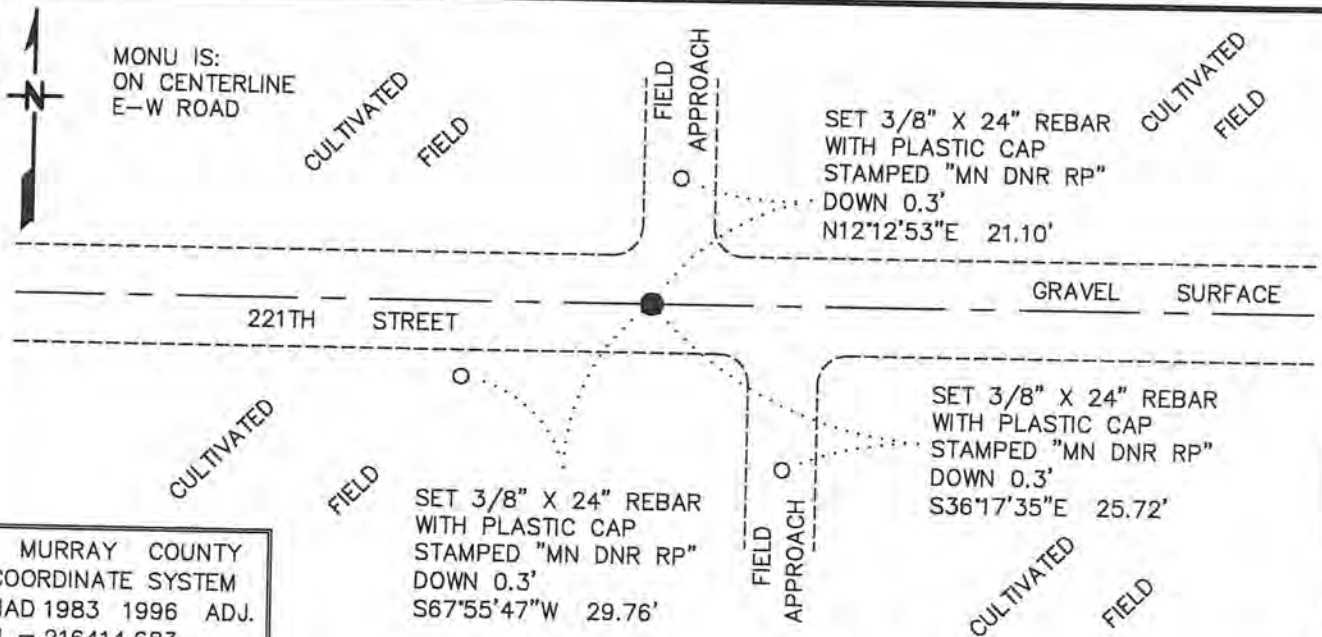 N
MONU IS:
ON CENTERLINE
E-W ROAD
CULTIVATED
FIELD
FIELD
APPROACH
SET 3/8" X 24" REBAR
WITH PLASTIC CAP
STAMPED "MN DNR RP"
DOWN 0.3'
N12°12'53"E 21.10'
CULTIVATED
FIELD
221TH STREET
GRAVEL SURFACE
CULTIVATED
FIELD
SET 3/8" X 24" REBAR
WITH PLASTIC CAP
STAMPED "MN DNR RP"
DOWN 0.3'
S67°55'47"W 29.76'
FIELD
APPROACH
SET 3/8" X 24" REBAR
WITH PLASTIC CAP
STAMPED "MN DNR RP"
DOWN 0.3'
S36°17'35"E 25.72'
CULTIVATED
FIELD
MURRAY COUNTY
COORDINATE SYSTEM
NAD 1983 1996 ADJ.